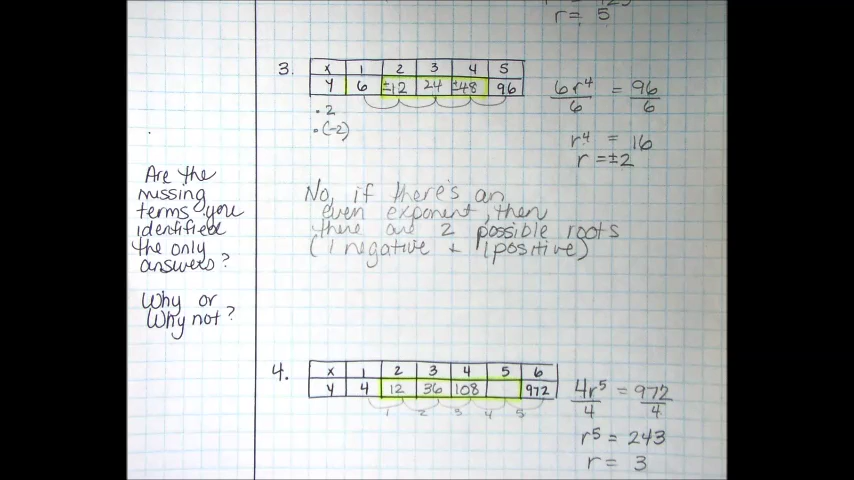 r = 5
3.
x 1 2 3 4 5
y 6 ±12 24 ±48 96
• 2
• (-2)
6r⁴ = 96
6 6
r⁴ = 16
r = ±2
Are the
missing
terms you
identified
the only
answers?
Why or
Why not?
No, if there's an
even exponent, then
there are 2 possible roots
(1 negative + 1 positive)
4.
x 1 2 3 4 5 6
y 4 12 36 108 972
1 2 3 4 5
4r⁵ = 972
4 4
r⁵ = 243
r = 3